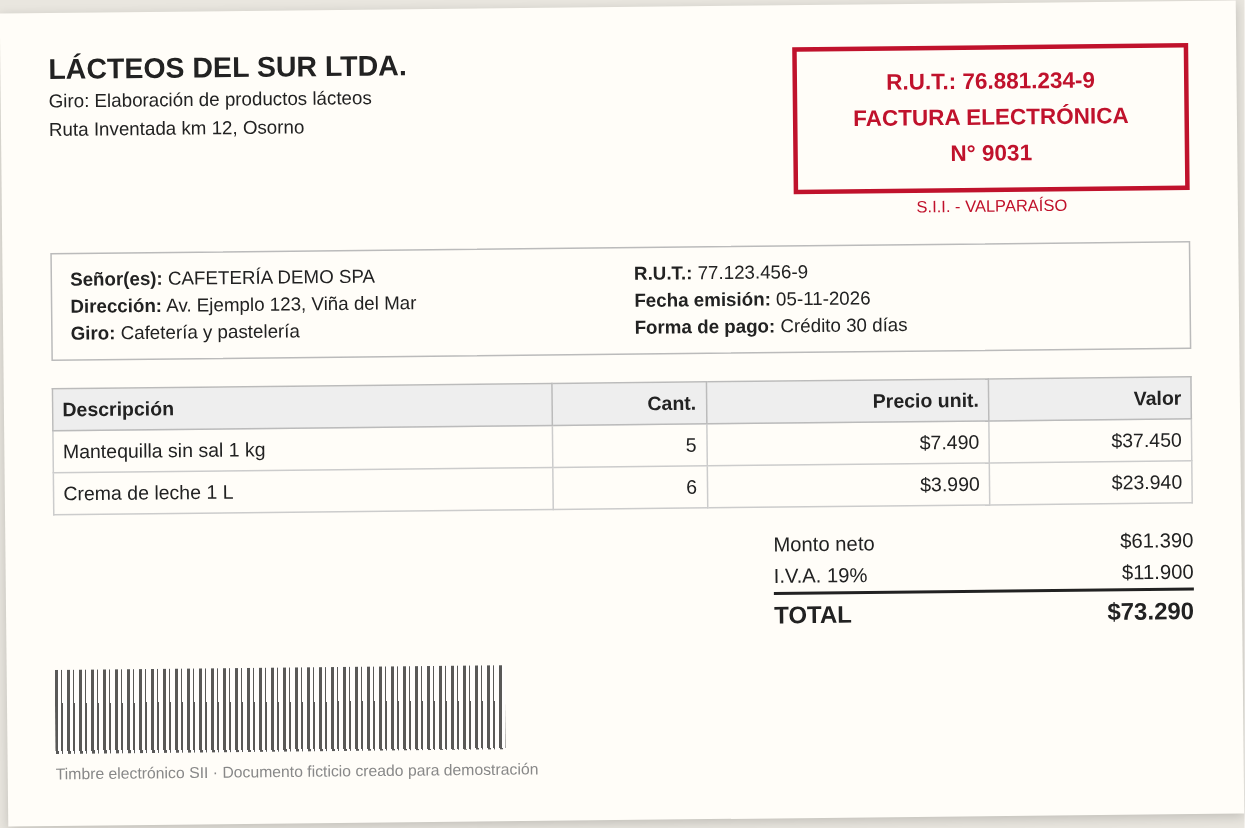 LÁCTEOS DEL SUR LTDA.
Giro: Elaboración de productos lácteos
Ruta Inventada km 12, Osorno
R.U.T.: 76.881.234-9
FACTURA ELECTRÓNICA
N° 9031
S.I.I. - VALPARAÍSO
Señor(es): CAFETERÍA DEMO SPA
Dirección: Av. Ejemplo 123, Viña del Mar
Giro: Cafetería y pastelería
R.U.T.: 77.123.456-9
Fecha emisión: 05-11-2026
Forma de pago: Crédito 30 días
Descripción Cant. Precio unit. Valor
Mantequilla sin sal 1 kg 5 $7.490 $37.450
Crema de leche 1 L 6 $3.990 $23.940
Monto neto $61.390
I.V.A. 19% $11.900
TOTAL $73.290
Timbre electrónico SII · Documento ficticio creado para demostración